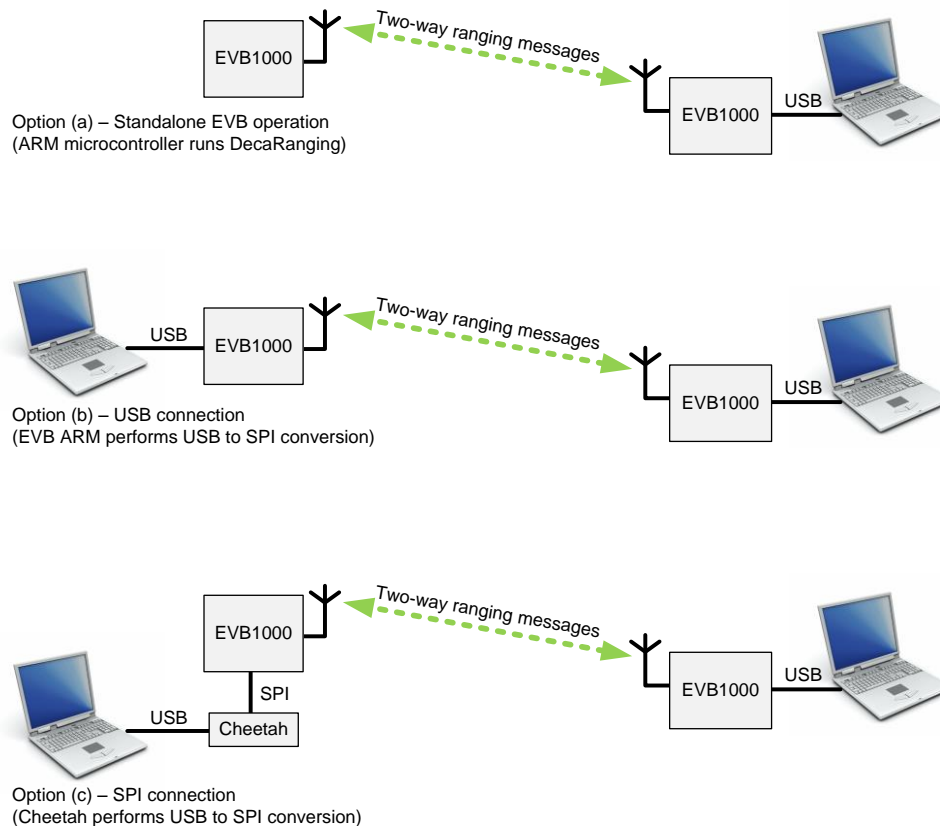 Two-way ranging messages
EVB1000
EVB1000
USB
Option (a) – Standalone EVB operation
(ARM microcontroller runs DecaRanging)
Two-way ranging messages
USB
EVB1000
EVB1000
USB
Option (b) – USB connection
(EVB ARM performs USB to SPI conversion)
Two-way ranging messages
EVB1000
EVB1000
USB
SPI
USB
Cheetah
Option (c) – SPI connection
(Cheetah performs USB to SPI conversion)